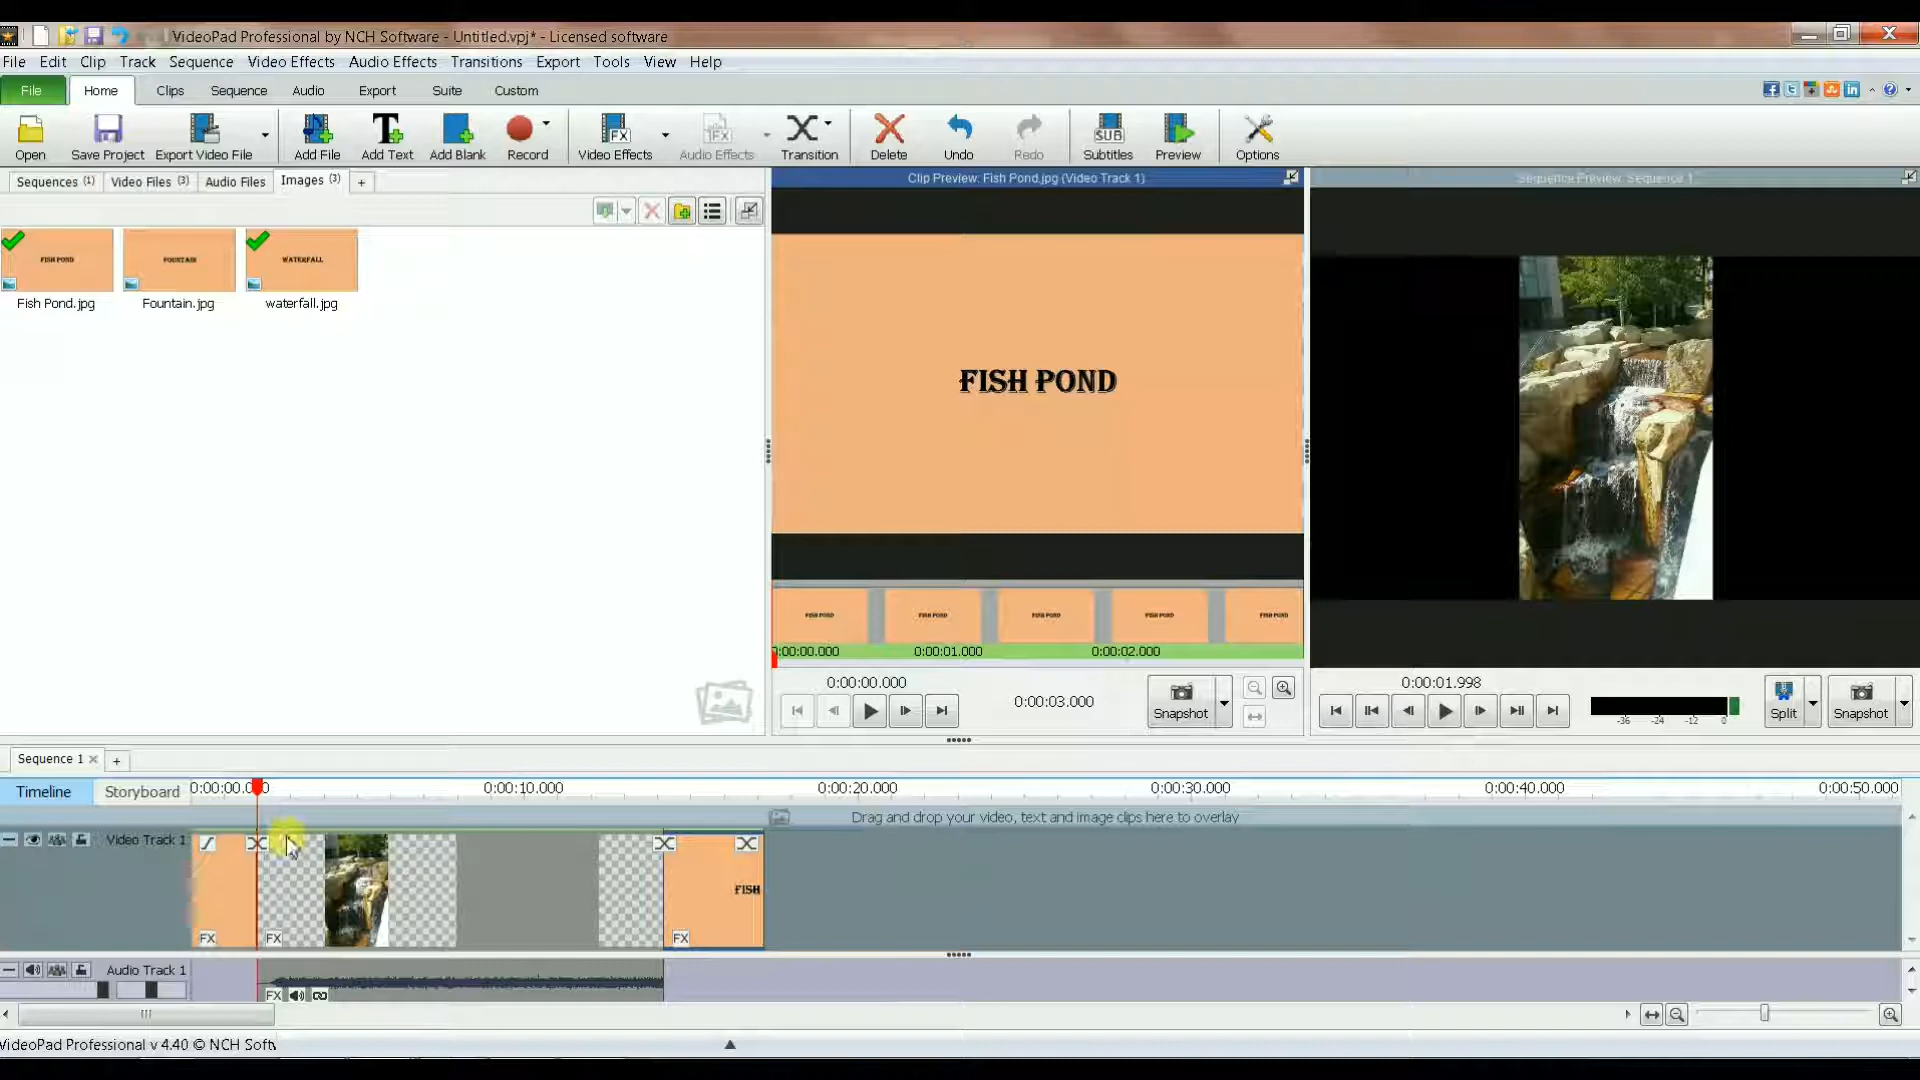 VideoPad Professional by NCH Software - Untitled.vpj* - Licensed software
File Edit Clip Track Sequence Video Effects Audio Effects Transitions Export Tools View Help
File Home Clips Sequence Audio Export Suite Custom
Open Save Project Export Video File Add File Add Text Add Blank Record Video Effects Audio Effects Transition Delete Undo Redo Subtitles Preview Options
Sequences (1) Video Files (3) Audio Files Images (3) +
Clip Preview: Fish Pond.jpg (Video Track 1)
Sequence Preview: Sequence 1
FISH POND FOUNTAIN WATERFALL
Fish Pond.jpg Fountain.jpg waterfall.jpg
FISH POND
FISH POND FISH POND FISH POND FISH POND FISH POND
0:00:00.000 0:00:01.000 0:00:02.000
0:00:00.000
0:00:03.000
Snapshot
0:00:01.998
-36 -24 -12 0
Split
Snapshot
Sequence 1
Timeline Storyboard
0:00:10.000 0:00:20.000 0:00:30.000 0:00:40.000 0:00:50.000
Drag and drop your video, text and image clips here to overlay
Video Track 1
FISH
FX FX FX
Audio Track 1
FX
VideoPad Professional v 4.40 © NCH Soft